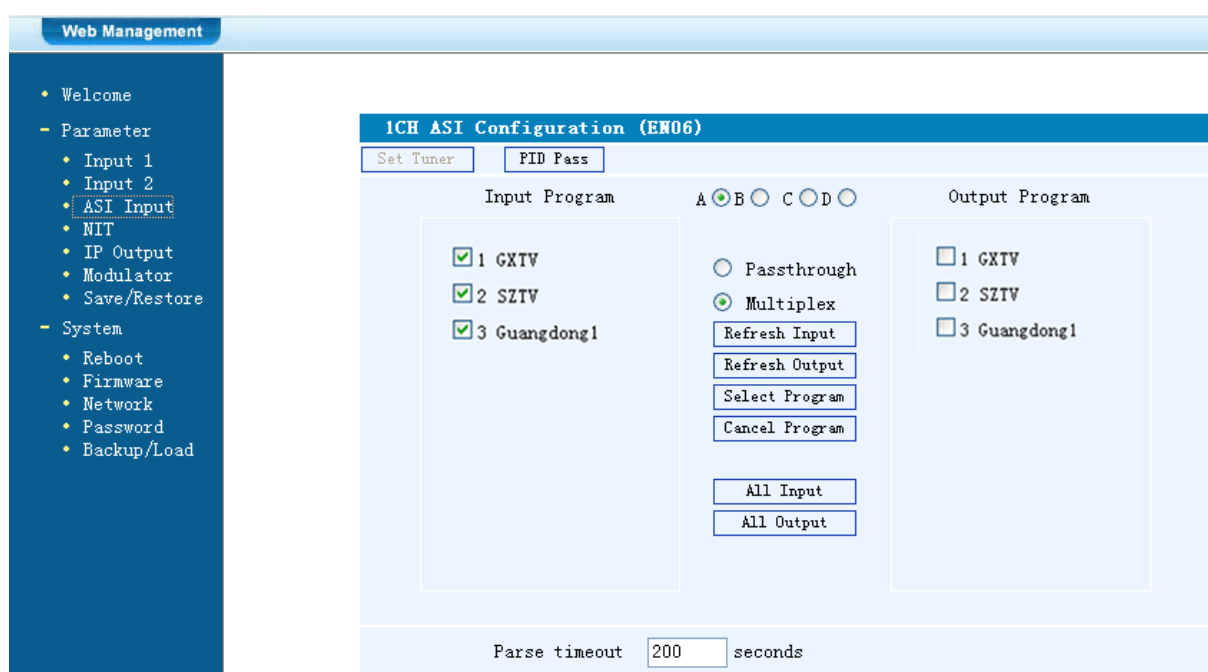 Web Management
Welcome
Parameter
Input 1
Input 2
ASI Input
NIT
IP Output
Modulator
Save/Restore
System
Reboot
Firmware
Network
Password
Backup/Load
1CH ASI Configuration (EN06)
Set Tuner PID Pass
Input Program A B C D Output Program
1 GXTV
2 SZTV
3 Guangdong1
Passthrough
Multiplex
Refresh Input
Refresh Output
Select Program
Cancel Program
All Input
All Output
1 GXTV
2 SZTV
3 Guangdong1
Parse timeout 200 seconds